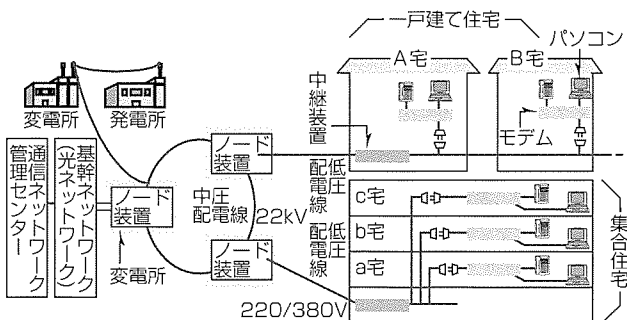 一戸建て住宅
パソコン
A宅
B宅
変電所
発電所
中継装置
モデム
ノード
装置
低圧
配電線
通信ネットワーク
管理センター
基幹ネットワーク
(光ネットワーク)
ノード
装置
中圧
配電線
22kV
低圧
配電線
c宅
b宅
a宅
集合住宅
変電所
ノード
装置
220/380V